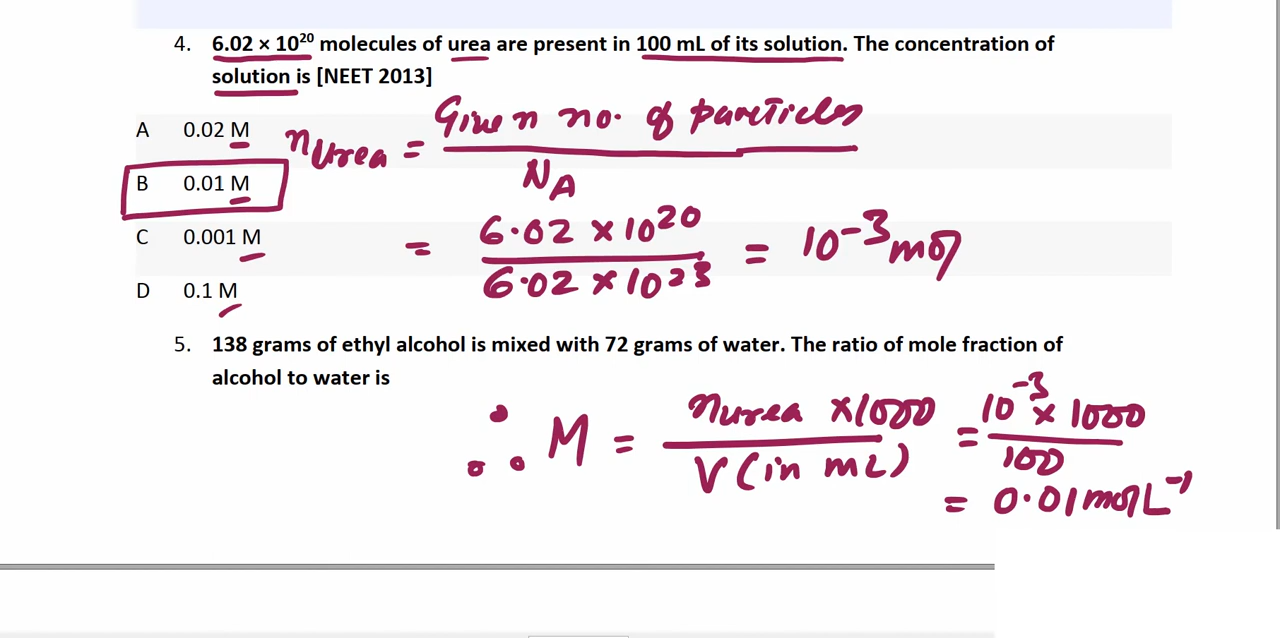 4. 6.02 × 10²⁰ molecules of urea are present in 100 mL of its solution. The concentration of
solution is [NEET 2013]
A 0.02 M
B 0.01 M
C 0.001 M
D 0.1 M
nUrea = Given no. of particles / NA
= 6.02 × 10²⁰ / 6.02 × 10²³ = 10⁻³ mol
5. 138 grams of ethyl alcohol is mixed with 72 grams of water. The ratio of mole fraction of
alcohol to water is
∴ M = nurea ×1000 / V (in mL) = 10⁻³ × 1000 / 100
= 0.01 mol L⁻¹